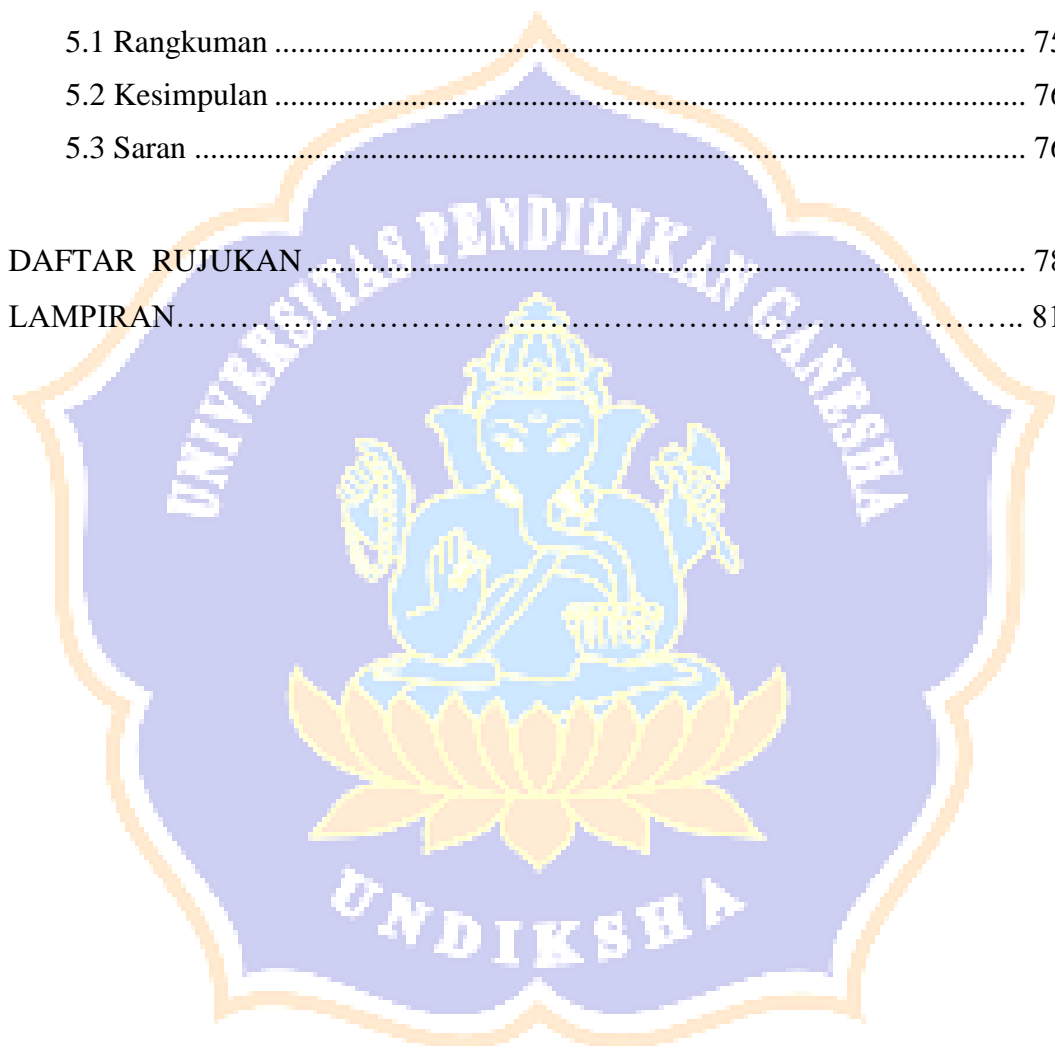 5.1 Rangkuman ............................................................................................... 75
5.2 Kesimpulan ............................................................................................... 76
5.3 Saran ......................................................................................................... 76
DAFTAR RUJUKAN ........................................................................................... 78
LAMPIRAN………………………………………………………………………….. 81
UNIVERSITAS PENDIDIKAN GANESHA
UNDIKSHA